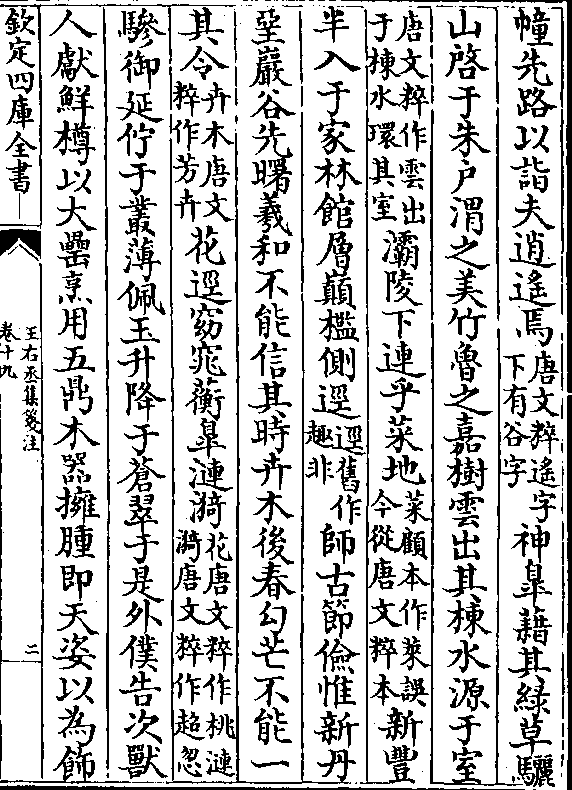 幢先路以詣夫逍遙焉唐文粹遙字下有谷字神臯藉其緑草驪
山啓于朱戶渭之美竹魯之嘉樹雲出其棟水源于室
唐文粹作雲出于棟水環其室灞陵下連乎菜地菜顧本作萊誤今從唐文粹本新豐
半入于家林館層巔檻側逕逕舊作趣非師古節儉惟新丹
堊巖谷先曙羲和不能信其時卉木後春勾芒不能一
其令卉木唐文粹作芳卉花逕窈窕蘅臯漣漪花唐文粹作桃漣漪唐文粹作超忽
驂御延佇于叢薄佩玉升降于蒼翠于是外僕告次獸
人獻鮮樽以大罍烹用五鼎木器擁腫即天姿以為飾
欽定四庫全書
王右丞集箋注
卷十九
二